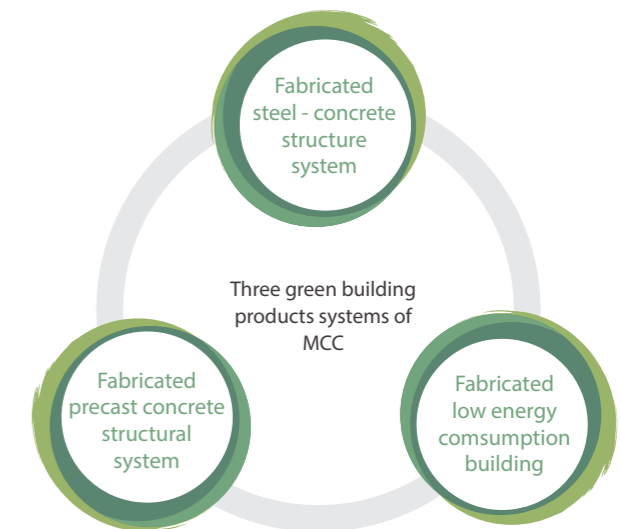 Fabricated
steel - concrete
structure
system
Three green building
products systems of
MCC
Fabricated
precast concrete
structural
system
Fabricated
low energy
comsumption
building